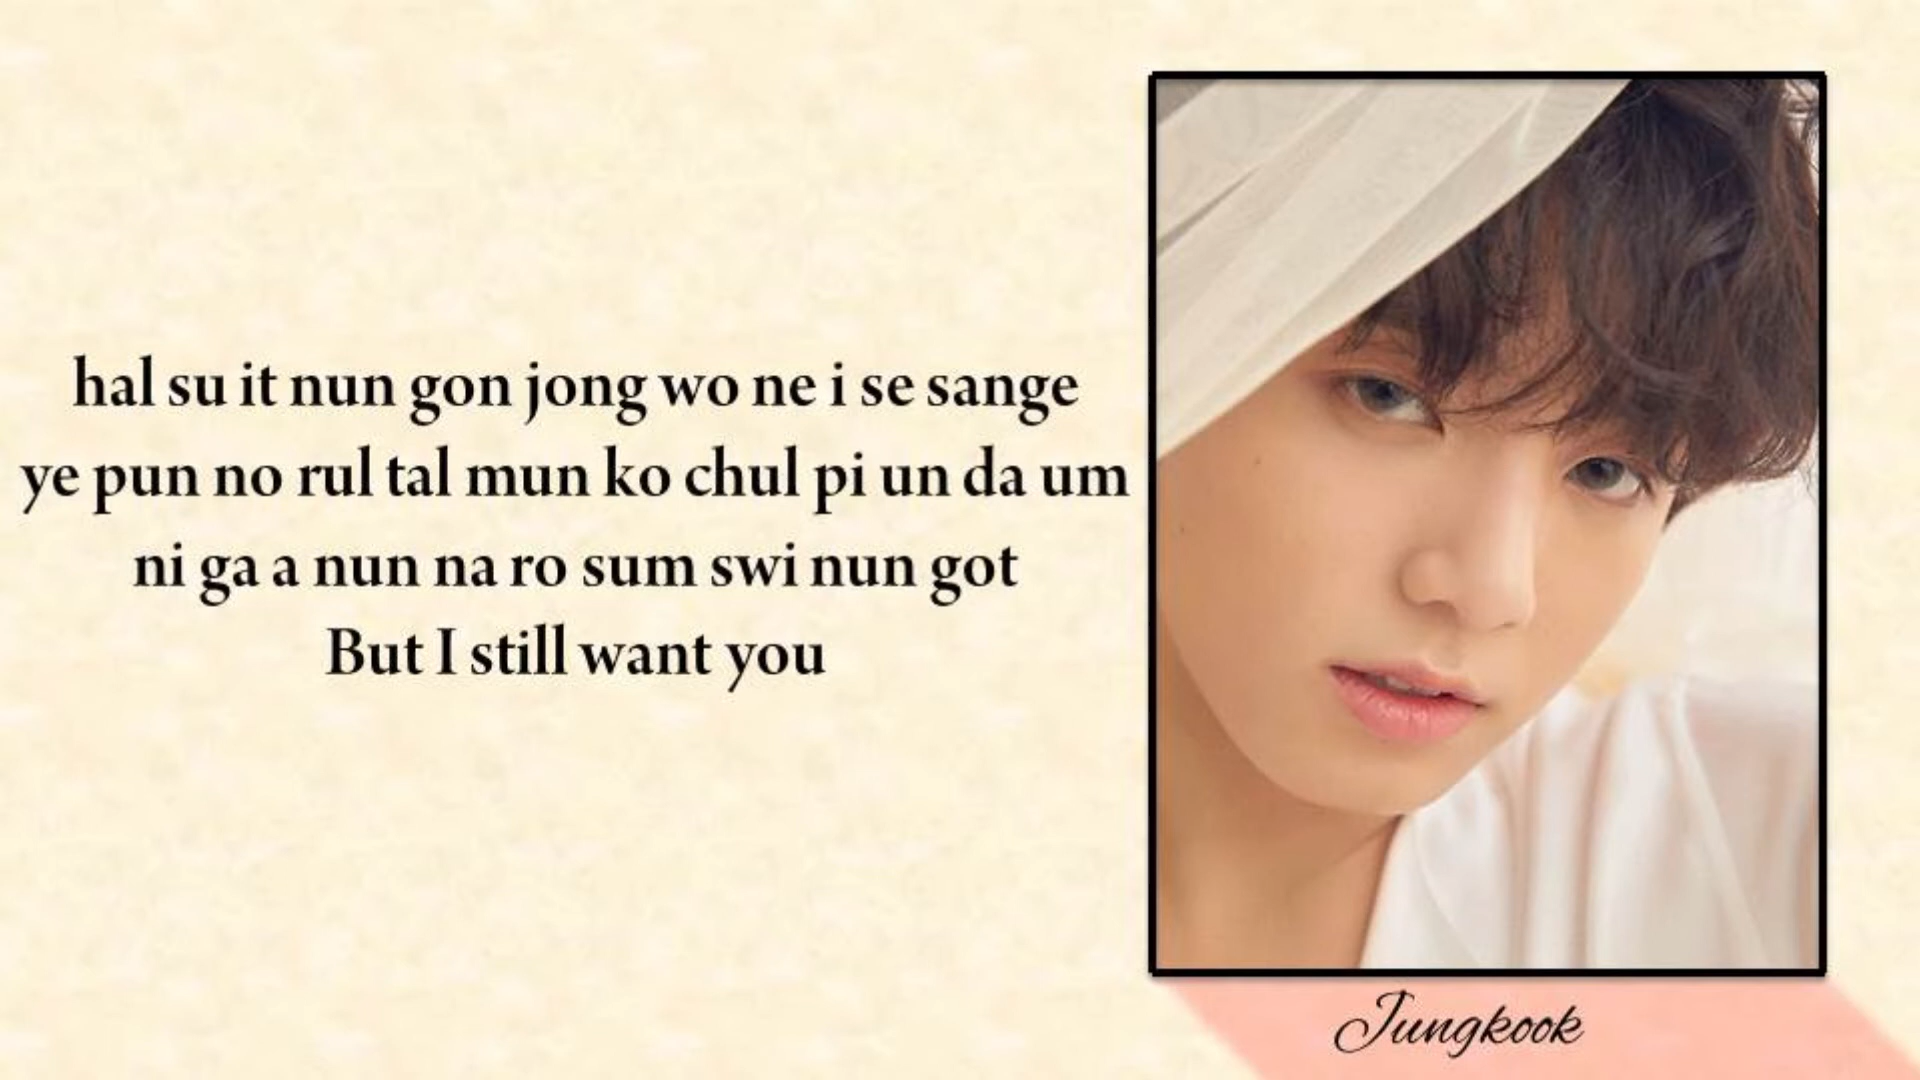 hal su it nun gon jong wo ne i se sange
ye pun no rul tal mun ko chul pi un da um
ni ga a nun na ro sum swi nun got
But I still want you
Jungkook